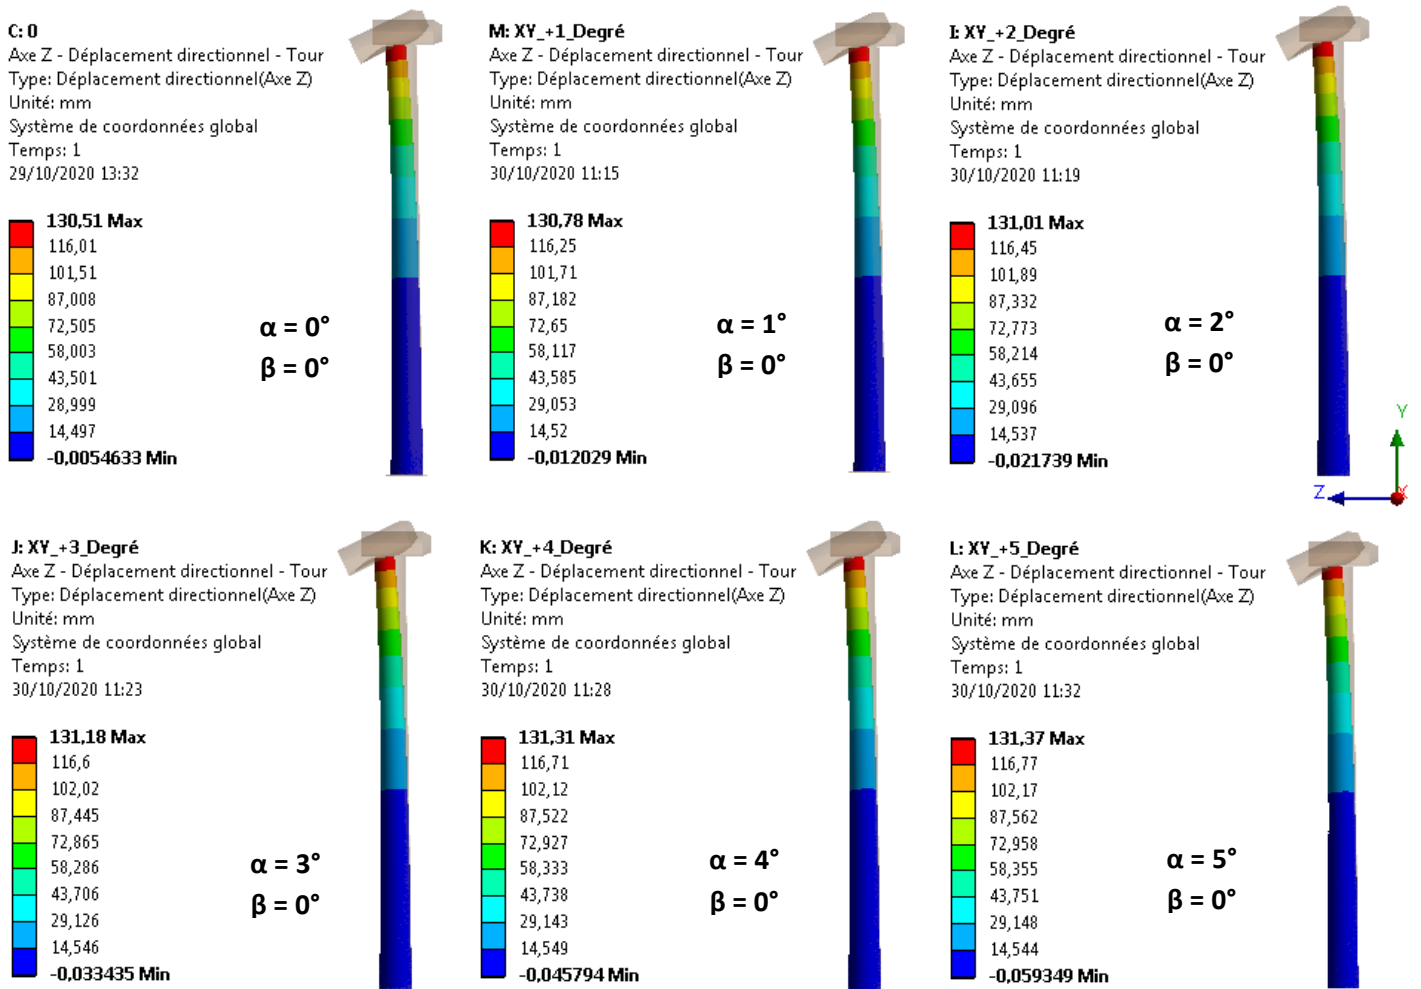 C: 0
Axe Z - Déplacement directionnel - Tour
Type: Déplacement directionnel(Axe Z)
Unité: mm
Système de coordonnées global
Temps: 1
29/10/2020 13:32
130,51 Max
116,01
101,51
87,008
72,505
58,003
43,501
28,999
14,497
-0,0054633 Min
α = 0°
β = 0°
M: XY_+1_Degré
Axe Z - Déplacement directionnel - Tour
Type: Déplacement directionnel(Axe Z)
Unité: mm
Système de coordonnées global
Temps: 1
30/10/2020 11:15
130,78 Max
116,25
101,71
87,182
72,65
58,117
43,585
29,053
14,52
-0,012029 Min
α = 1°
β = 0°
I: XY_+2_Degré
Axe Z - Déplacement directionnel - Tour
Type: Déplacement directionnel(Axe Z)
Unité: mm
Système de coordonnées global
Temps: 1
30/10/2020 11:19
131,01 Max
116,45
101,89
87,332
72,773
58,214
43,655
29,096
14,537
-0,021739 Min
α = 2°
β = 0°
Y
Z
X
J: XY_+3_Degré
Axe Z - Déplacement directionnel - Tour
Type: Déplacement directionnel(Axe Z)
Unité: mm
Système de coordonnées global
Temps: 1
30/10/2020 11:23
131,18 Max
116,6
102,02
87,445
72,865
58,286
43,706
29,126
14,546
-0,033435 Min
α = 3°
β = 0°
K: XY_+4_Degré
Axe Z - Déplacement directionnel - Tour
Type: Déplacement directionnel(Axe Z)
Unité: mm
Système de coordonnées global
Temps: 1
30/10/2020 11:28
131,31 Max
116,71
102,12
87,522
72,927
58,333
43,738
29,143
14,549
-0,045794 Min
α = 4°
β = 0°
L: XY_+5_Degré
Axe Z - Déplacement directionnel - Tour
Type: Déplacement directionnel(Axe Z)
Unité: mm
Système de coordonnées global
Temps: 1
30/10/2020 11:32
131,37 Max
116,77
102,17
87,562
72,958
58,355
43,751
29,148
14,544
-0,059349 Min
α = 5°
β = 0°